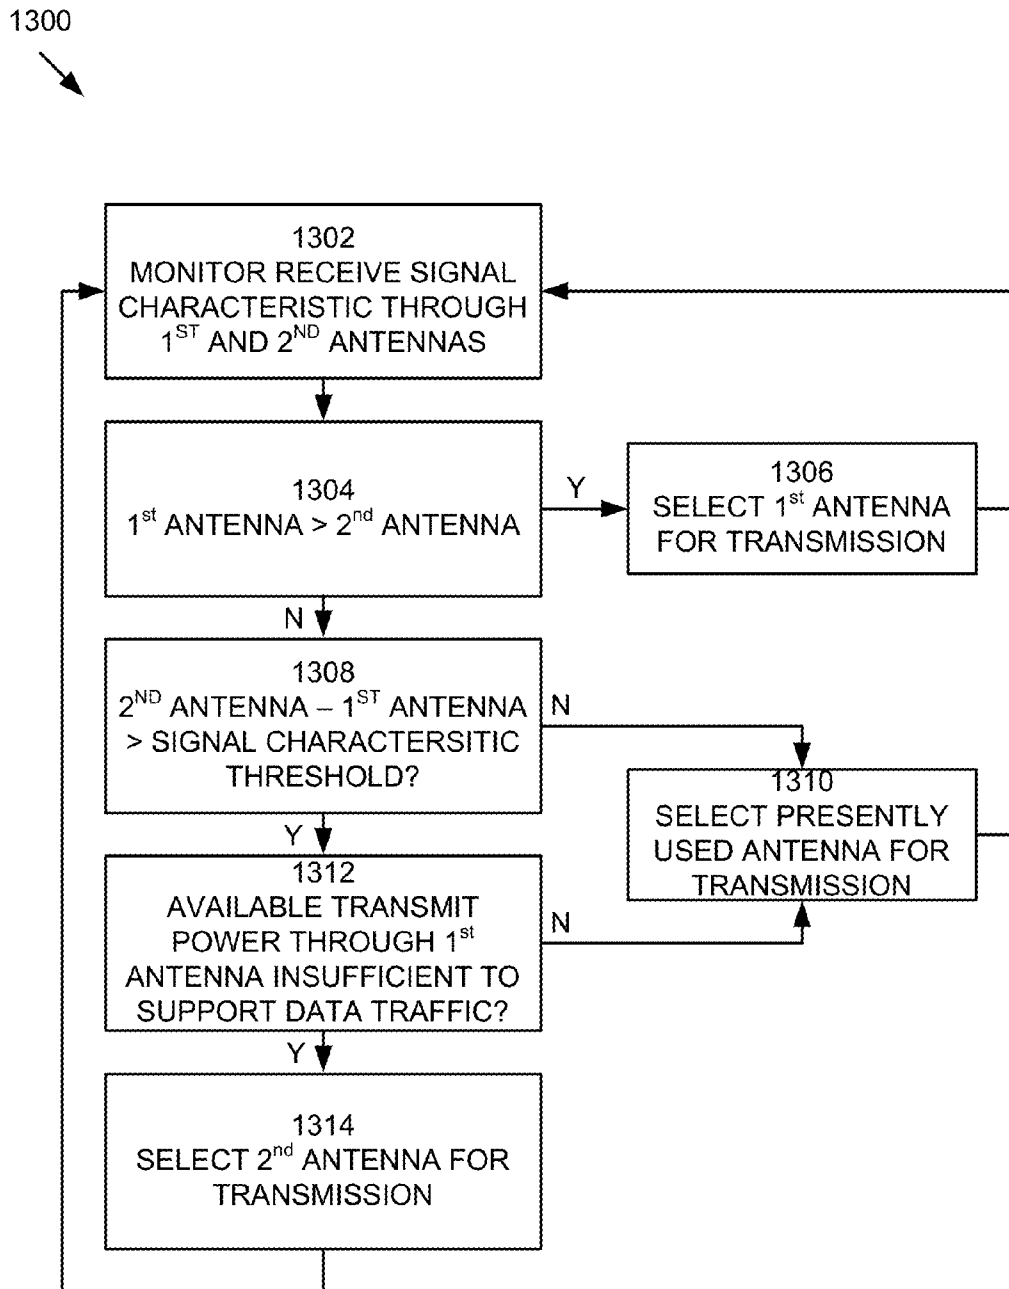 1300
1302
MONITOR RECEIVE SIGNAL
CHARACTERISTIC THROUGH
1ST AND 2ND ANTENNAS
1304
1st ANTENNA > 2nd ANTENNA
Y
1306
SELECT 1st ANTENNA
FOR TRANSMISSION
N
1308
2ND ANTENNA – 1ST ANTENNA
> SIGNAL CHARACTERSITIC
THRESHOLD?
N
1310
SELECT PRESENTLY
USED ANTENNA FOR
TRANSMISSION
Y
1312
AVAILABLE TRANSMIT
POWER THROUGH 1st
ANTENNA INSUFFICIENT TO
SUPPORT DATA TRAFFIC?
N
Y
1314
SELECT 2nd ANTENNA FOR
TRANSMISSION